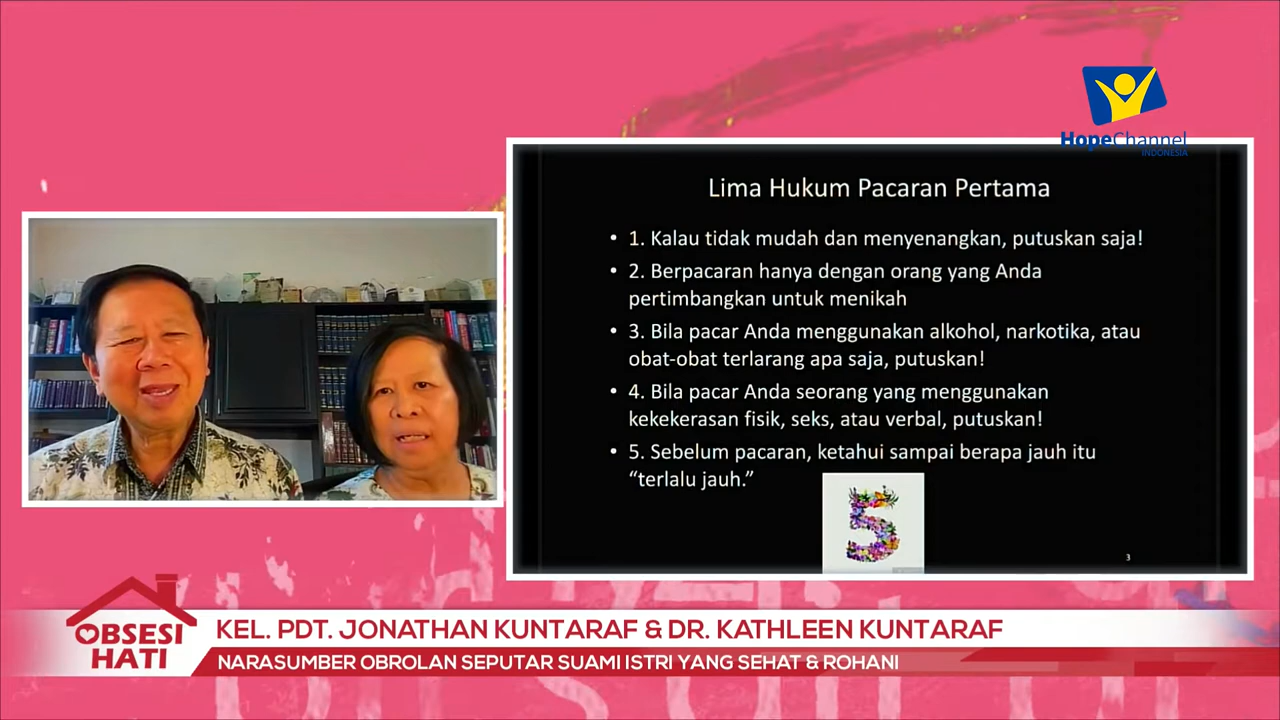 HopeChannel
INDONESIA
Lima Hukum Pacaran Pertama
• 1. Kalau tidak mudah dan menyenangkan, putuskan saja!
• 2. Berpacaran hanya dengan orang yang Anda
pertimbangkan untuk menikah
• 3. Bila pacar Anda menggunakan alkohol, narkotika, atau
obat-obat terlarang apa saja, putuskan!
• 4. Bila pacar Anda seorang yang menggunakan
kekekerasan fisik, seks, atau verbal, putuskan!
• 5. Sebelum pacaran, ketahui sampai berapa jauh itu
“terlalu jauh.”
5
3
OBSESI
HATI
KEL. PDT. JONATHAN KUNTARAF & DR. KATHLEEN KUNTARAF
NARASUMBER OBROLAN SEPUTAR SUAMI ISTRI YANG SEHAT & ROHANI